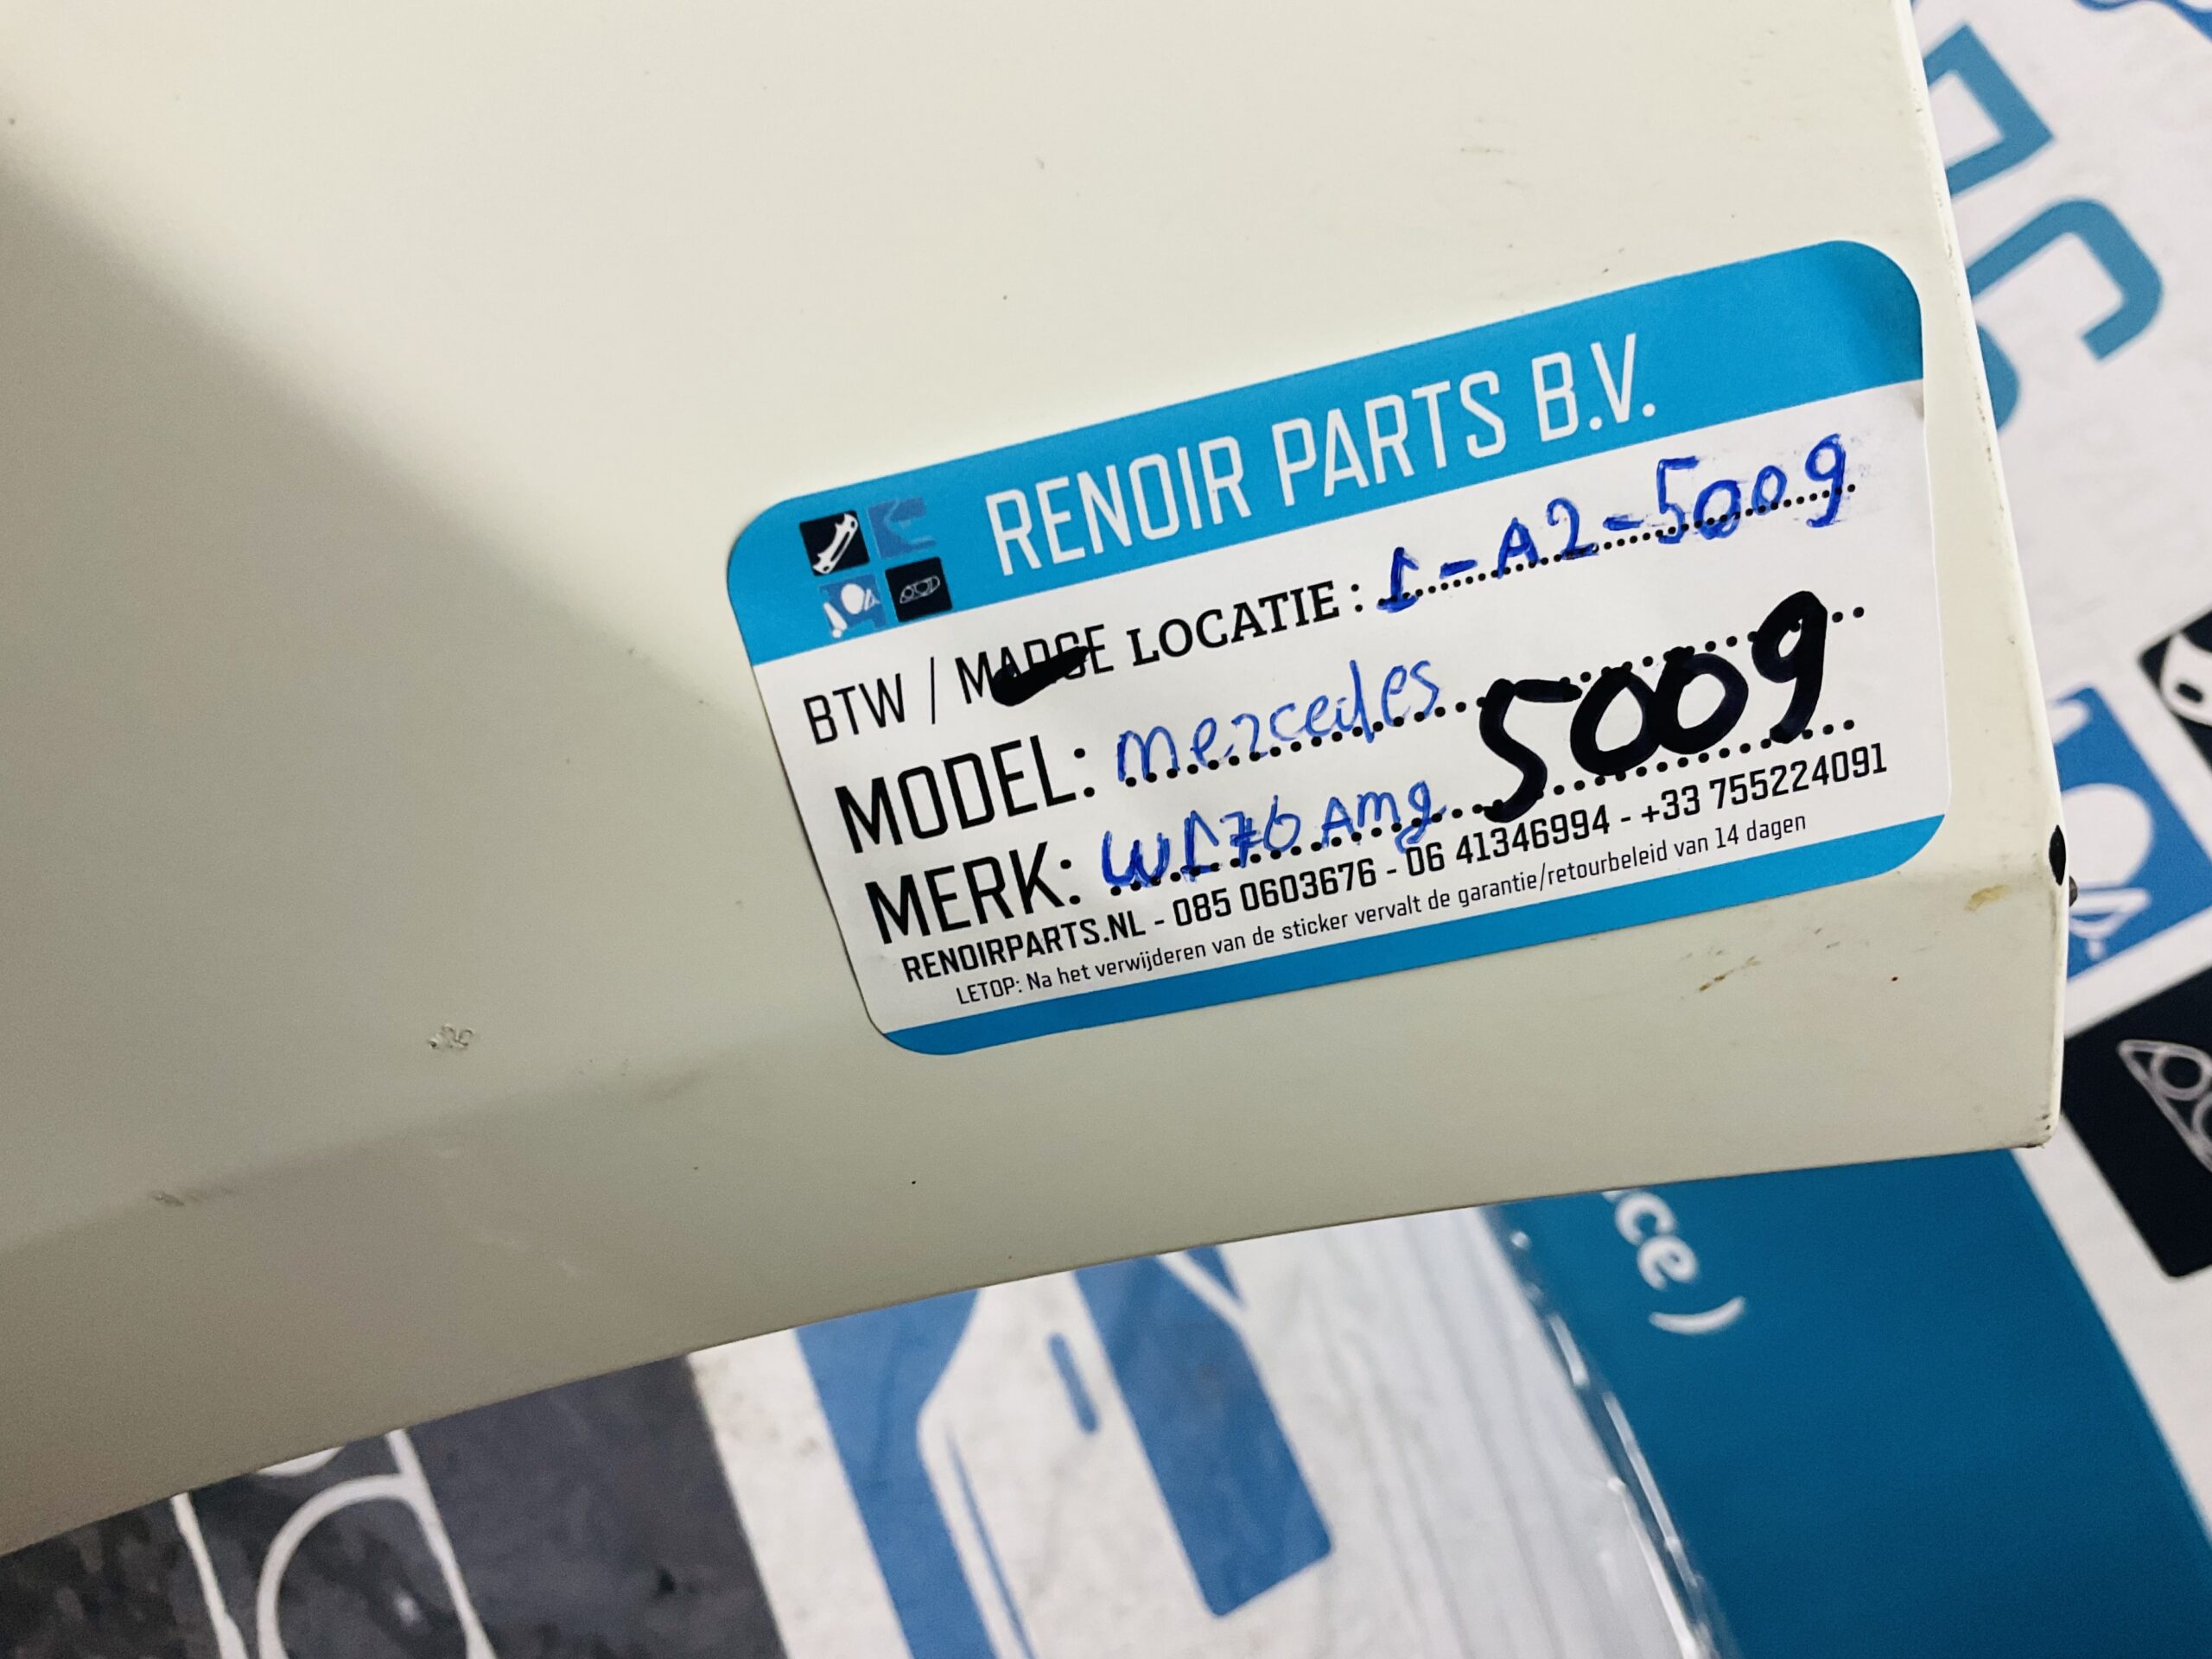 RENOIR PARTS B.V.
BTW / MARGE LOCATIE : 1-A2-5009
MODEL: mercedes 5009
MERK: W176 Amg
RENOIRPARTS.NL - 085 0603676 - 06 41346994 - +33 755224091
LETOP: Na het verwijderen van de sticker vervalt de garantie/retourbeleid van 14 dagen
ce)